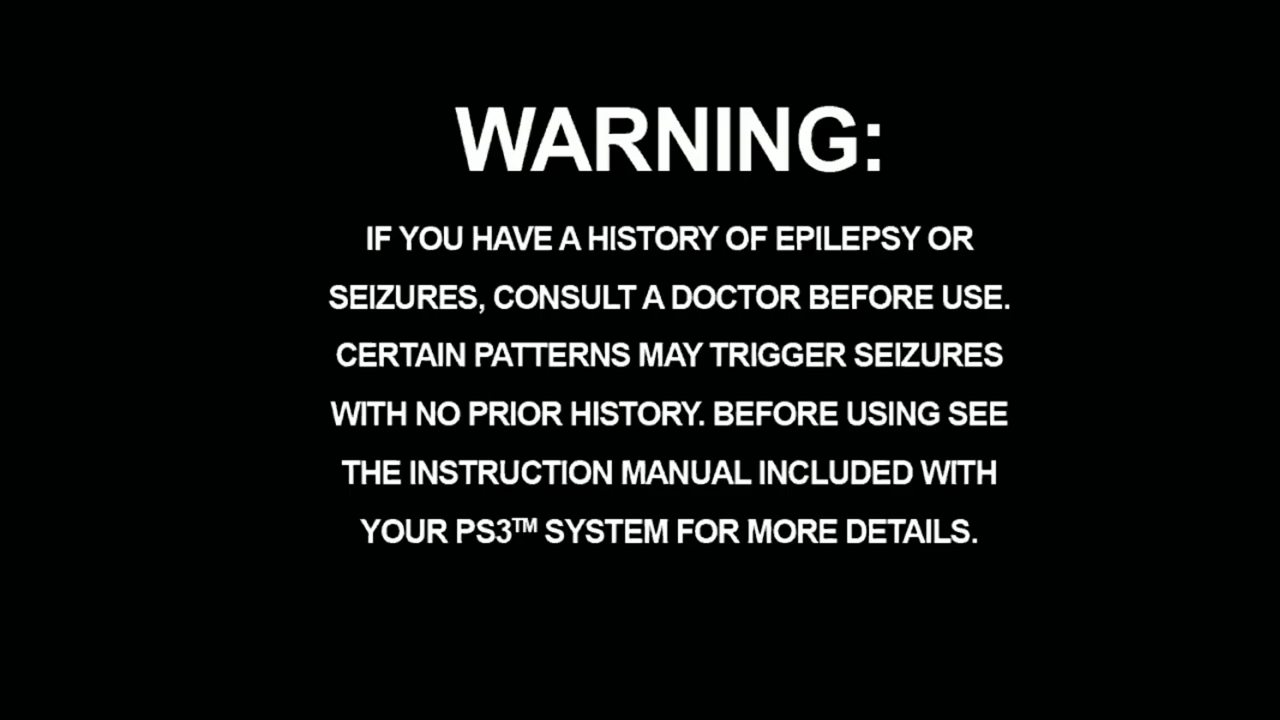 WARNING:
IF YOU HAVE A HISTORY OF EPILEPSY OR
SEIZURES, CONSULT A DOCTOR BEFORE USE.
CERTAIN PATTERNS MAY TRIGGER SEIZURES
WITH NO PRIOR HISTORY. BEFORE USING SEE
THE INSTRUCTION MANUAL INCLUDED WITH
YOUR PS3™ SYSTEM FOR MORE DETAILS.